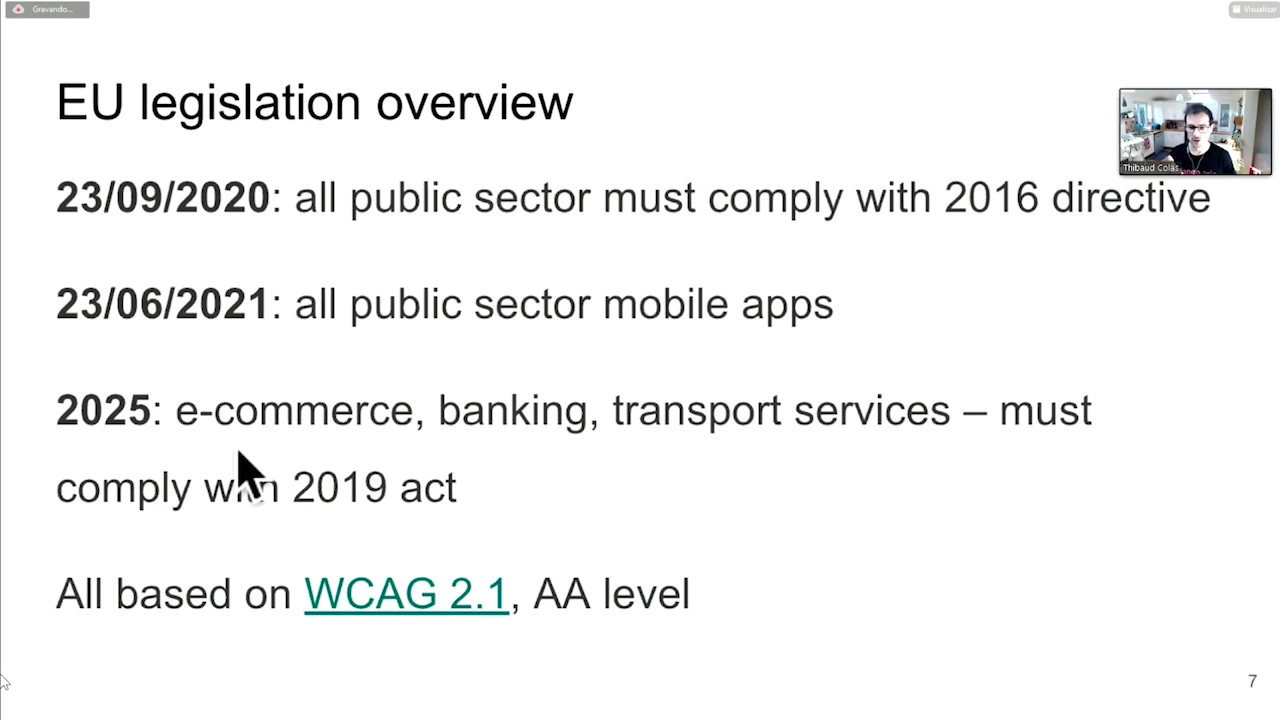 Gravando...
Visualizar
EU legislation overview
Thibaud Colas
23/09/2020: all public sector must comply with 2016 directive
23/06/2021: all public sector mobile apps
2025: e-commerce, banking, transport services – must
comply with 2019 act
All based on WCAG 2.1, AA level
7